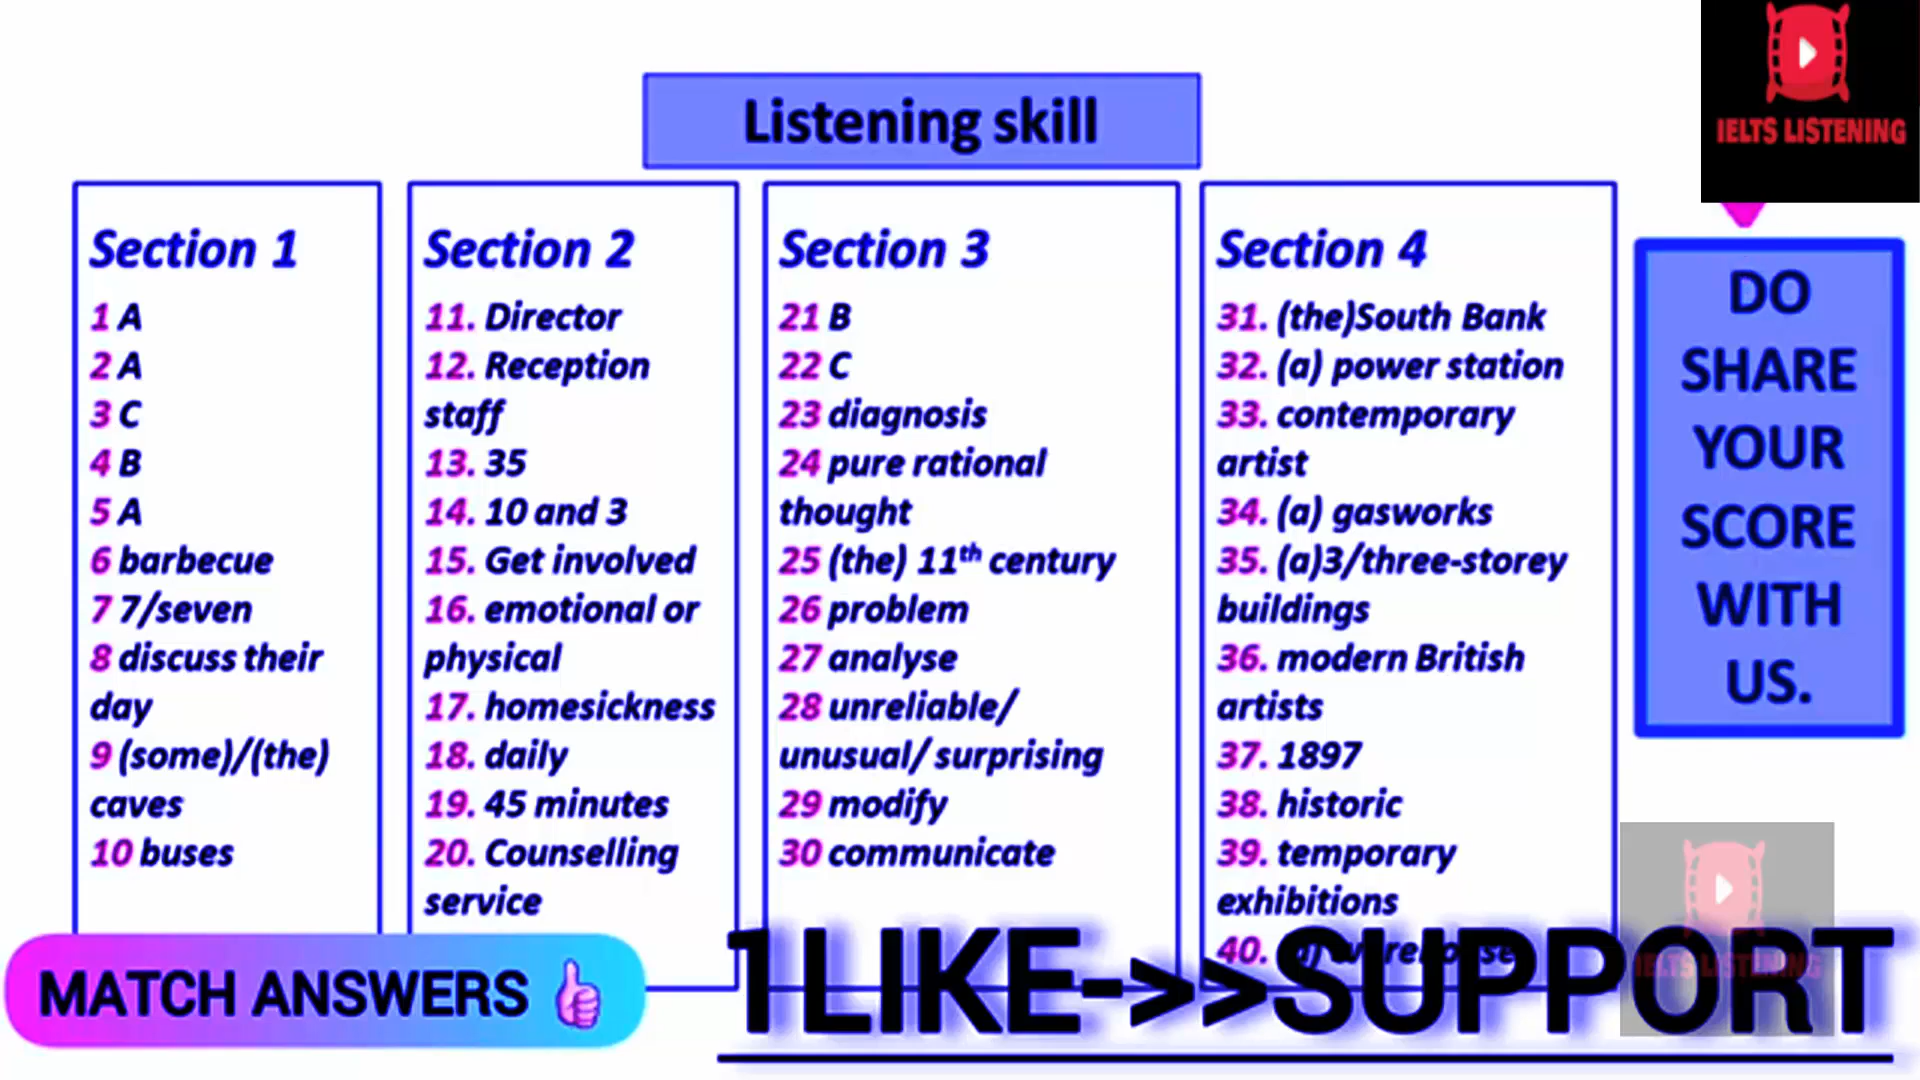 Listening skill
IELTS LISTENING
Section 1
1 A
2 A
3 C
4 B
5 A
6 barbecue
7 7/seven
8 discuss their
day
9 (some)/(the)
caves
10 buses
Section 2
11. Director
12. Reception
staff
13. 35
14. 10 and 3
15. Get involved
16. emotional or
physical
17. homesickness
18. daily
19. 45 minutes
20. Counselling
service
Section 3
21 B
22 C
23 diagnosis
24 pure rational
thought
25 (the) 11th century
26 problem
27 analyse
28 unreliable/
unusual/ surprising
29 modify
30 communicate
Section 4
31. (the)South Bank
32. (a) power station
33. contemporary
artist
34. (a) gasworks
35. (a)3/three-storey
buildings
36. modern British
artists
37. 1897
38. historic
39. temporary
exhibitions
40.
DO
SHARE
YOUR
SCORE
WITH
US.
MATCH ANSWERS
1LIKE->>SUPPORT
IELTS LISTENING